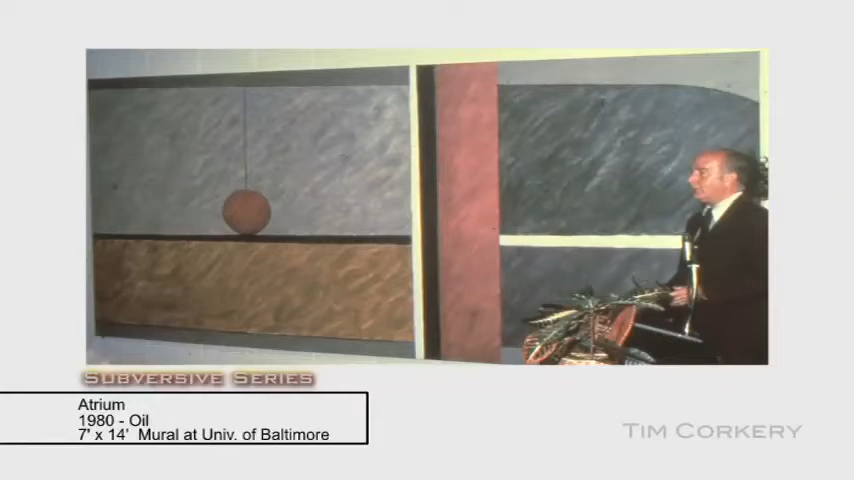 Subversive Series
Atrium
1980 - Oil
7' x 14'  Mural at Univ. of Baltimore
Tim Corkery